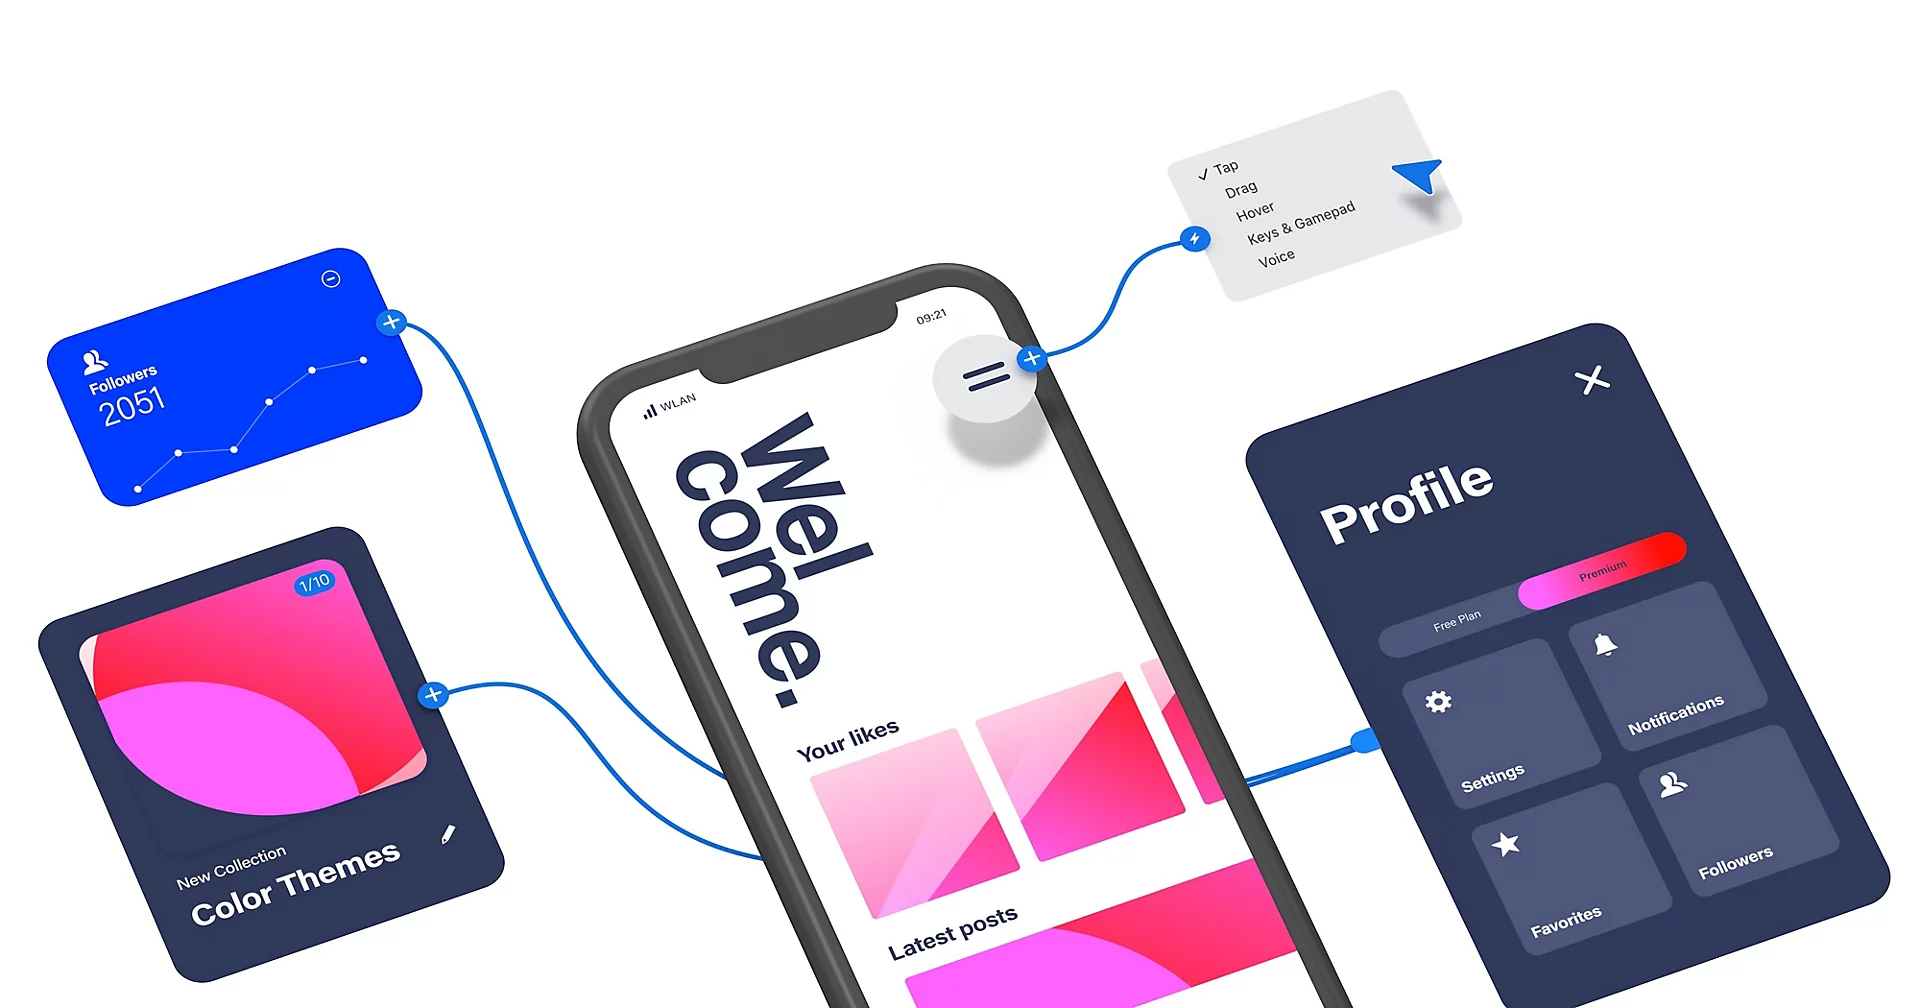 Followers
2051
1/10
New Collection
Color Themes
WLAN
09:21
Wel
come.
Your likes
Latest posts
✓ Tap
Drag
Hover
Keys & Gamepad
Voice
Profile
Free Plan
Premium
Settings
Notifications
Favorites
Followers